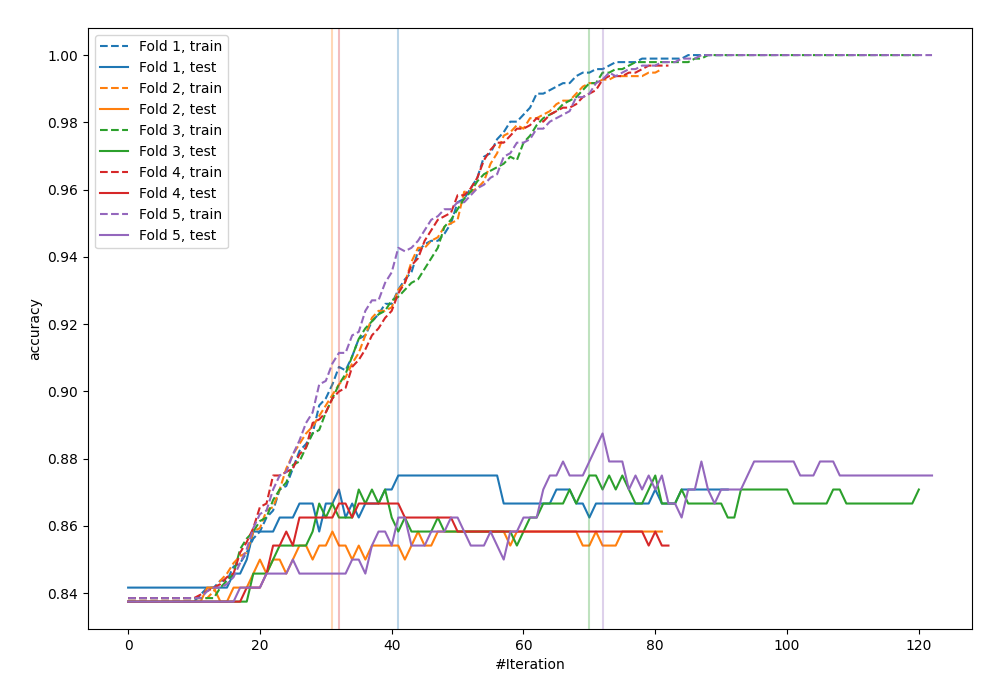 1.00
0.98
0.96
0.94
0.92
0.90
0.88
0.86
0.84
accuracy
Fold 1, train
Fold 1, test
Fold 2, train
Fold 2, test
Fold 3, train
Fold 3, test
Fold 4, train
Fold 4, test
Fold 5, train
Fold 5, test
0 20 40 60 80 100 120
#Iteration